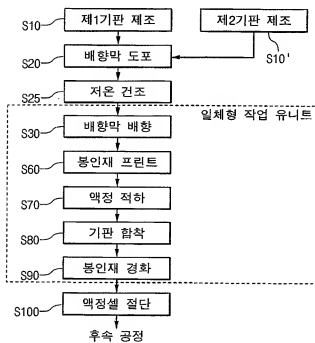 S10 제1기판 제조 제2기판 제조
S10'
S20 배향막 도포
S25 저온 건조
일체형 작업 유니트
S30 배향막 배향
S60 봉인재 프린트
S70 액정 적하
S80 기판 합착
S90 봉인재 경화
S100 액정셀 절단
후속 공정